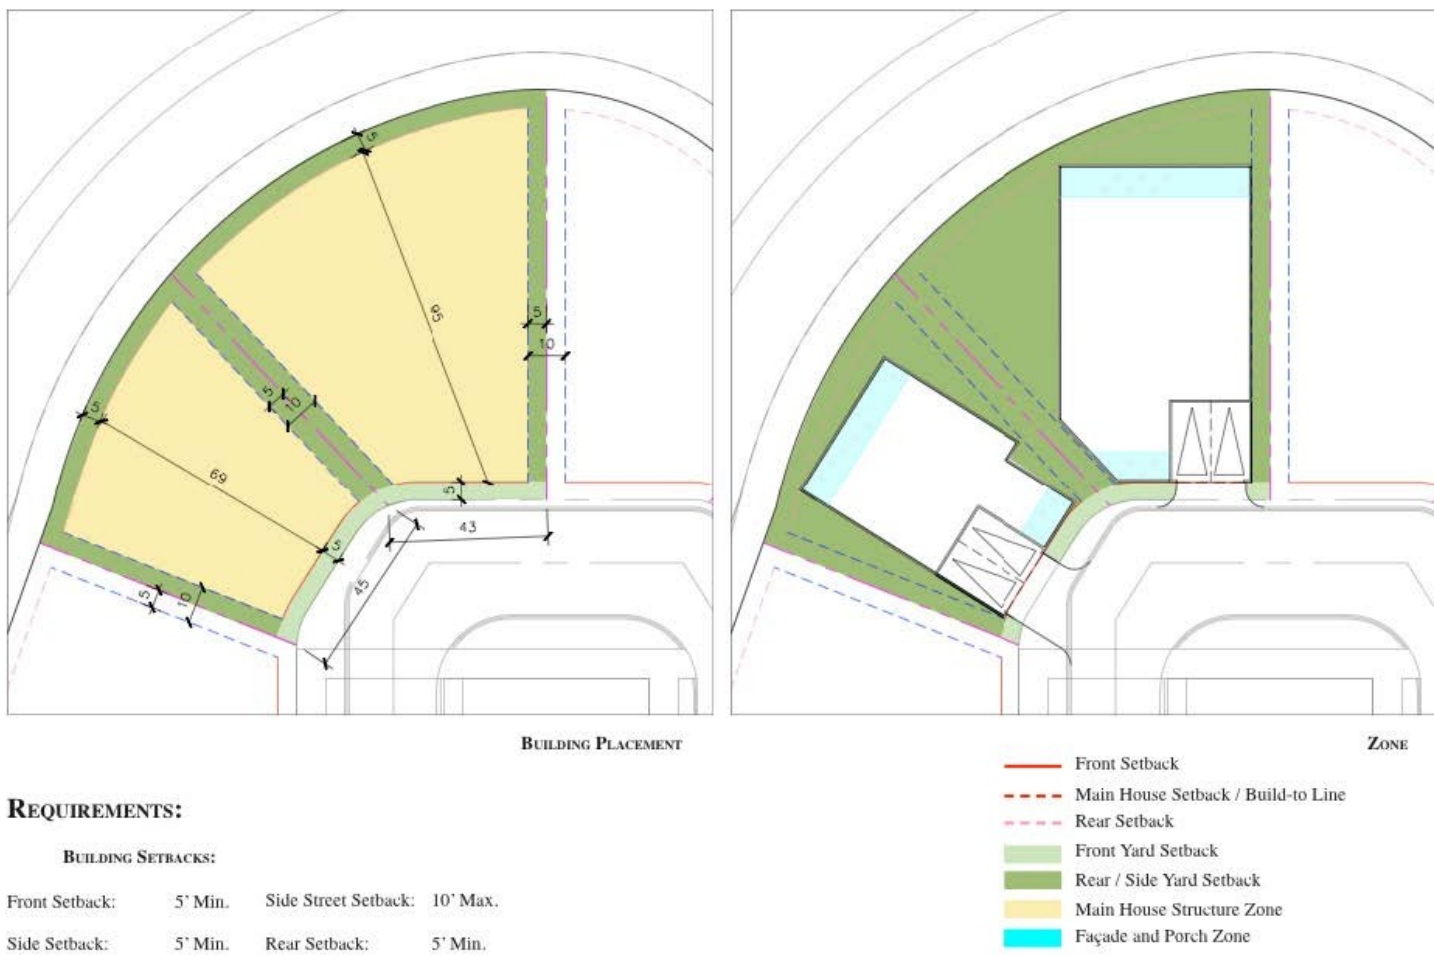 5
95
5
10
5
10
5
69
5
5
43
45
5
10
BUILDING PLACEMENT
ZONE
Front Setback
Main House Setback / Build-to Line
Rear Setback
Front Yard Setback
Rear / Side Yard Setback
Main House Structure Zone
Façade and Porch Zone
REQUIREMENTS:
BUILDING SETBACKS:
Front Setback: 5' Min. Side Street Setback: 10' Max.
Side Setback: 5' Min. Rear Setback: 5' Min.